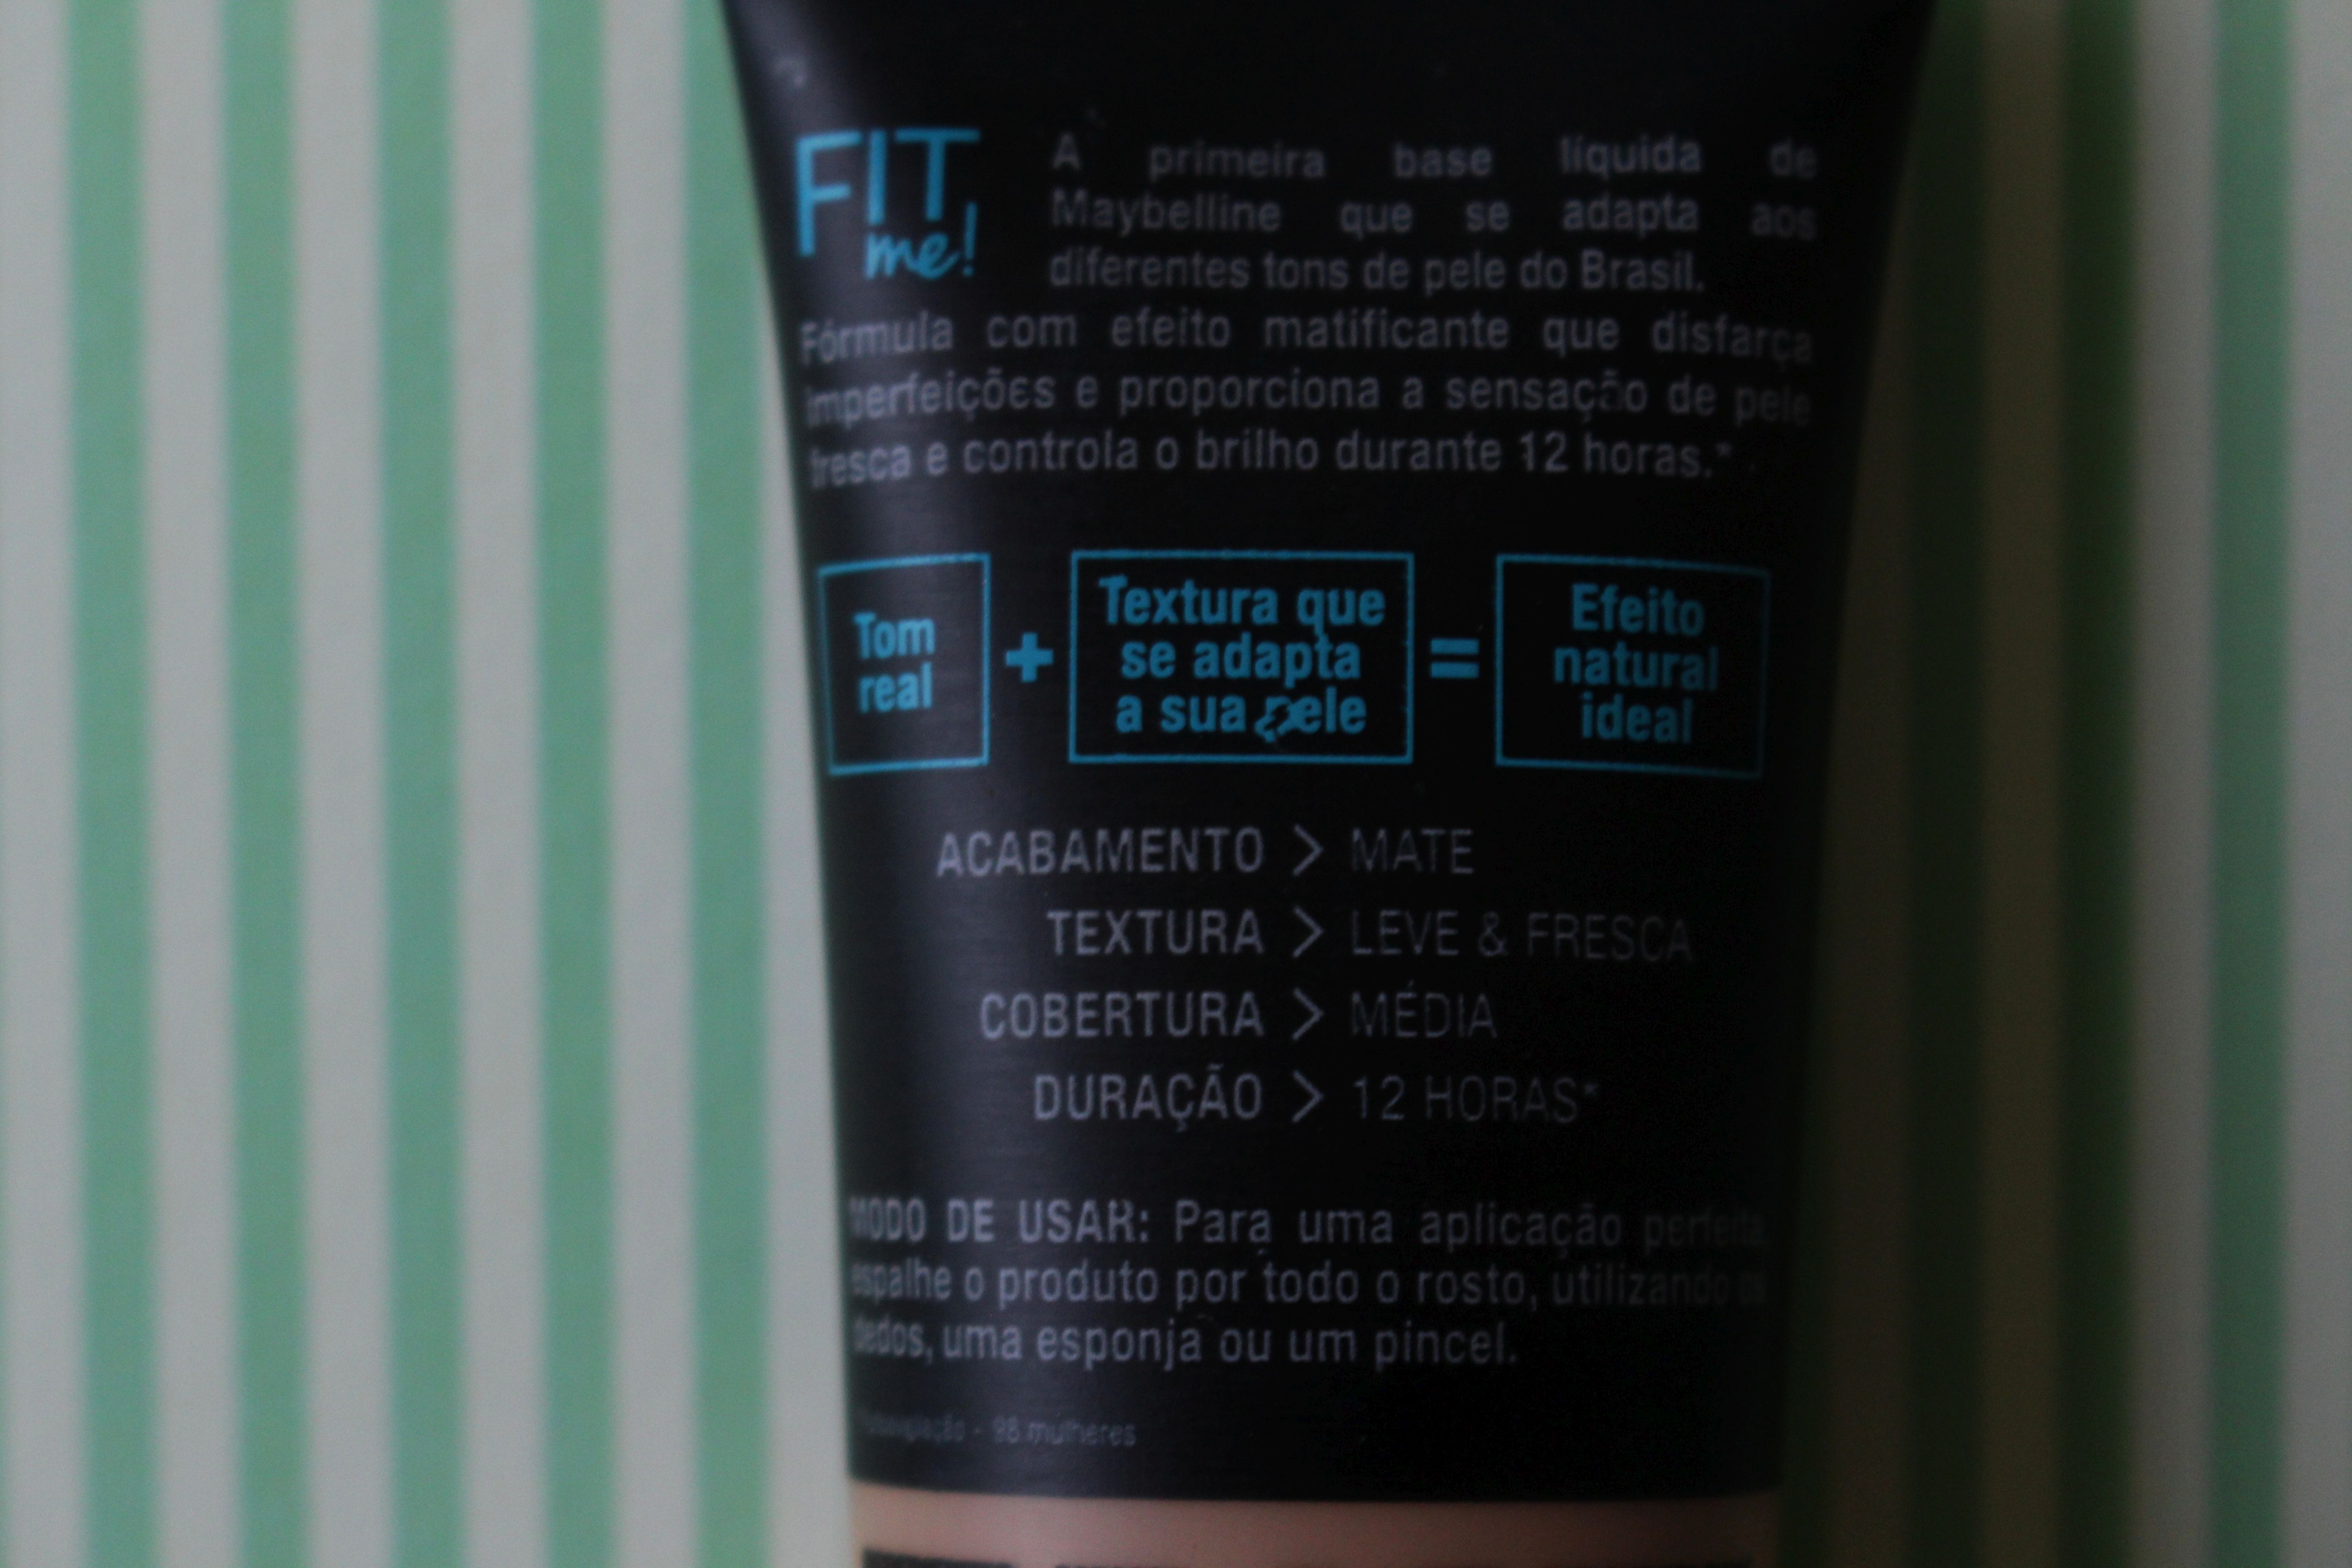 FIT
me!
A primeira base líquida de
Maybelline que se adapta aos
diferentes tons de pele do Brasil.
Fórmula com efeito matificante que disfarça
imperfeições e proporciona a sensação de pele
fresca e controla o brilho durante 12 horas.*
Tom
real
+
Textura que
se adapta
a sua pele
=
Efeito
natural
ideal
ACABAMENTO > MATE
TEXTURA > LEVE & FRESCA
COBERTURA > MÉDIA
DURAÇÃO > 12 HORAS*
MODO DE USAR: Para uma aplicação perfeita,
espalhe o produto por todo o rosto, utilizando os
dedos, uma esponja ou um pincel.
- 98 mulheres